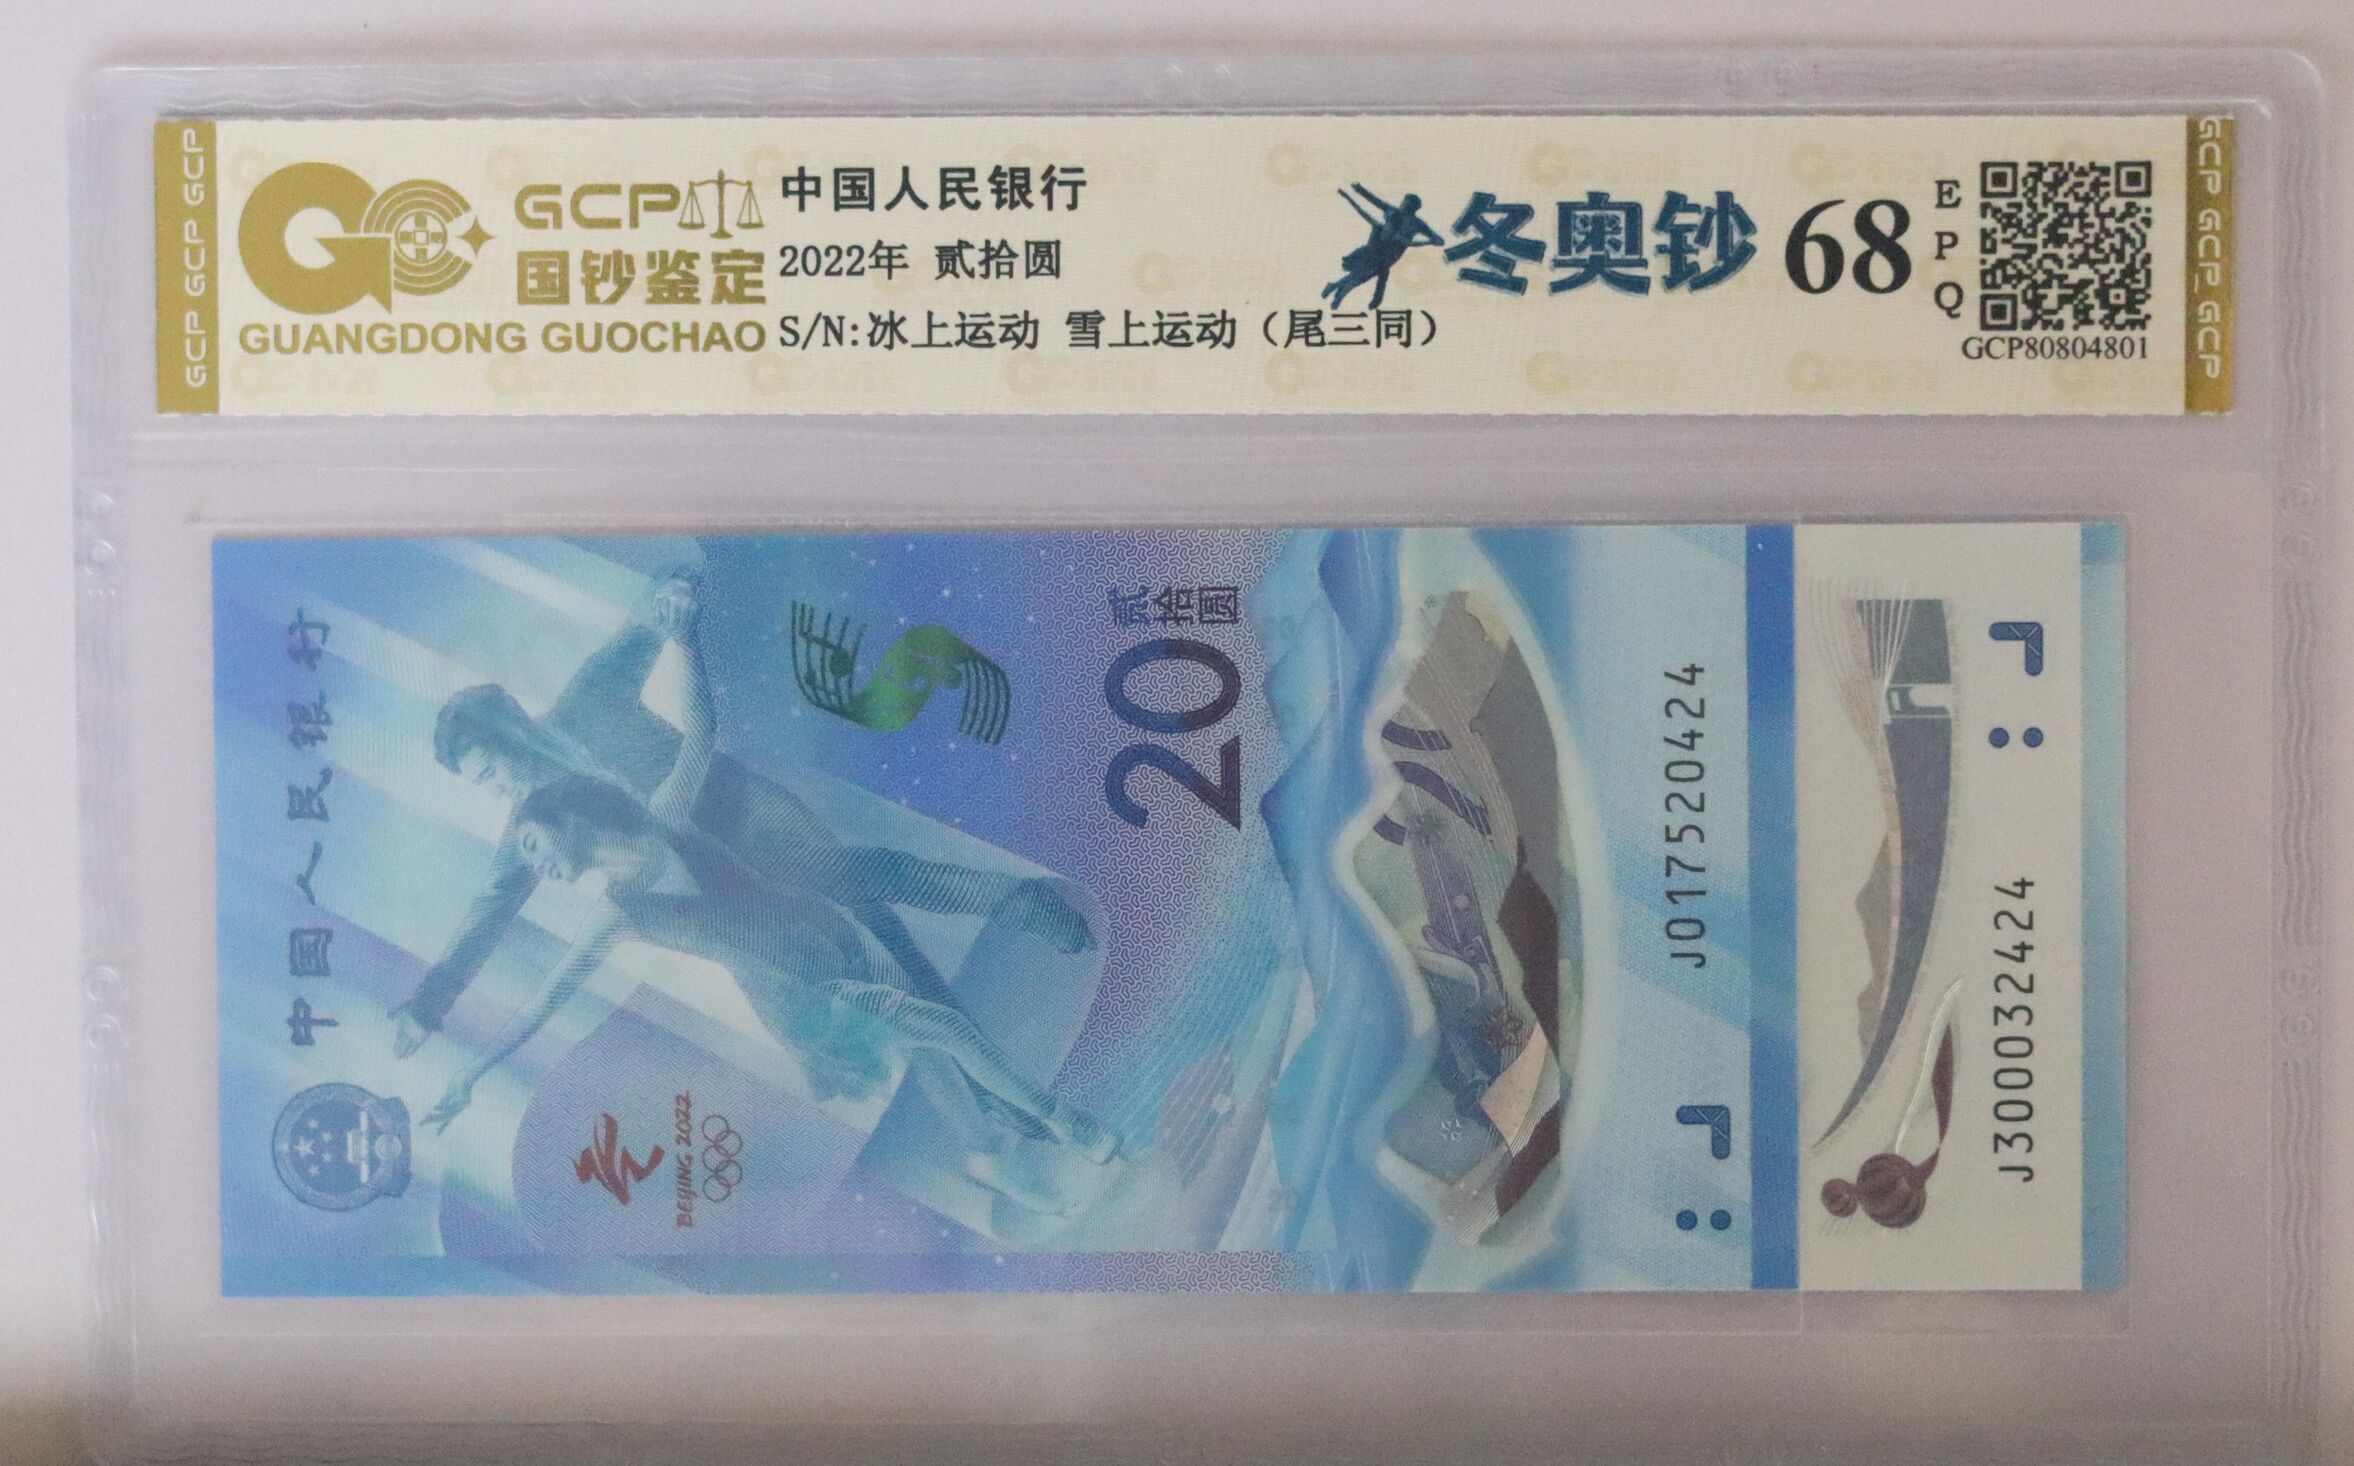 GCP GCP GCP
GCP
国钞鉴定
GUANGDONG GUOCHAO
中国人民银行
2022年 贰拾圆
S/N:冰上运动 雪上运动（尾三同）
冬奥钞
68
EPQ
GCP80804801
GCP GCP GCP
中国人民银行
BEIJING 2022
贰拾圆
20
J017520424
J300032424